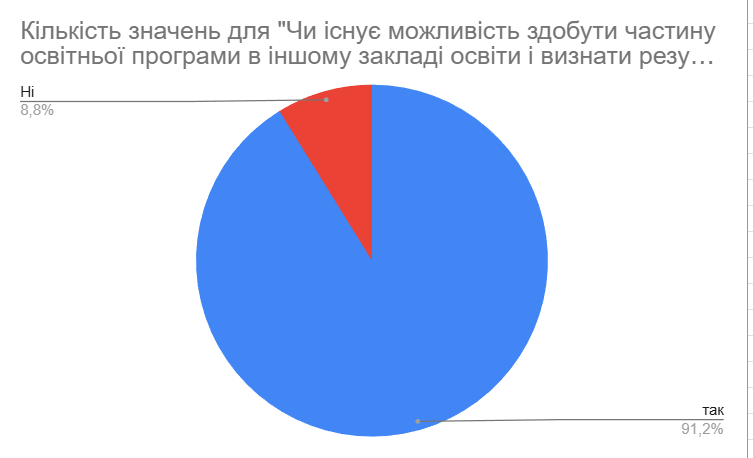 Кількість значень для "Чи існує можливість здобути частину
освітньої програми в іншому закладі освіти і визнати резу…
Ні
8,8%
так
91,2%